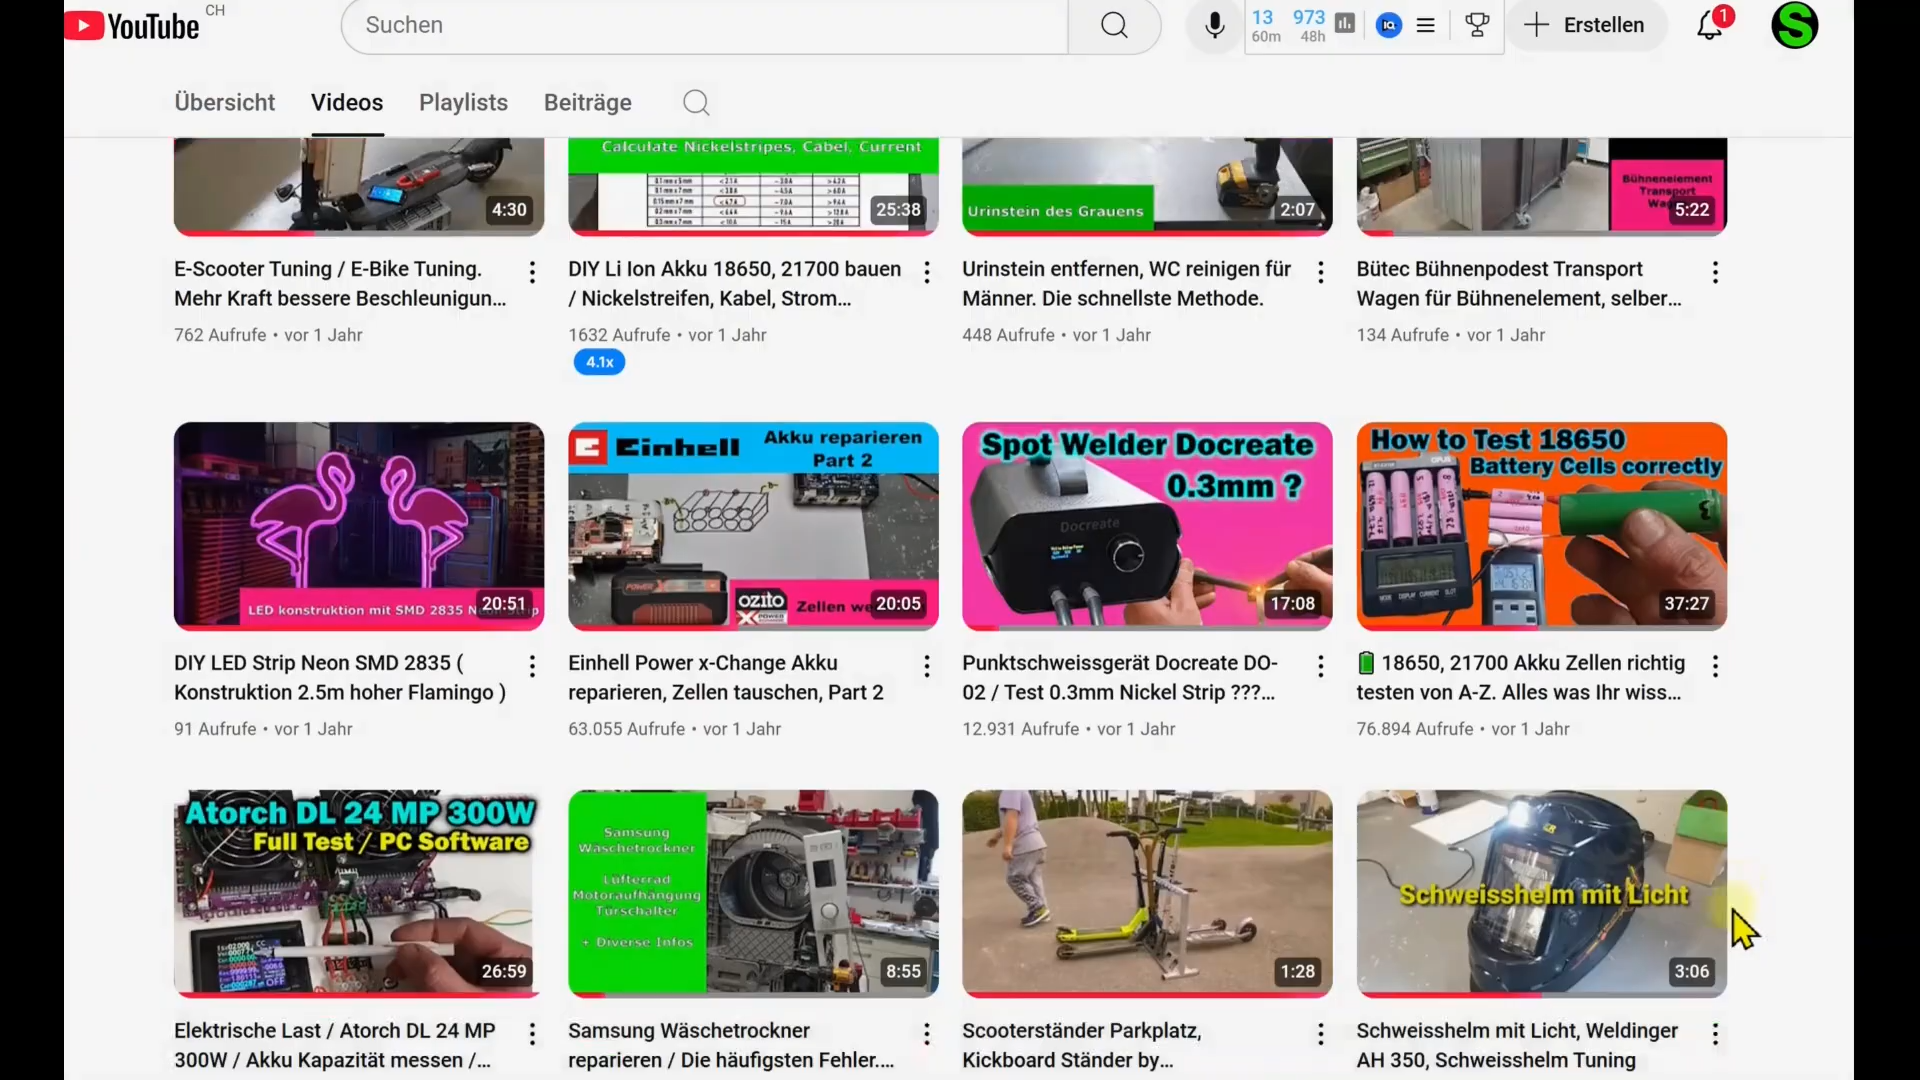 YouTube CH
Suchen
13
60m
973
48h
IQ
Erstellen
1
S
Übersicht
Videos
Playlists
Beiträge
4:30
Calculate Nickelstripes, Cabel, Current
25:38
Urinstein des Grauens
2:07
Bühnenelement
Transport
5:22
E-Scooter Tuning / E-Bike Tuning.
Mehr Kraft bessere Beschleunigun...
762 Aufrufe • vor 1 Jahr
DIY Li Ion Akku 18650, 21700 bauen
/ Nickelstreifen, Kabel, Strom...
1632 Aufrufe • vor 1 Jahr
4.1x
Urinstein entfernen, WC reinigen für
Männer. Die schnellste Methode.
448 Aufrufe • vor 1 Jahr
Bütec Bühnenpodest Transport
Wagen für Bühnenelement, selber...
134 Aufrufe • vor 1 Jahr
LED konstruktion mit SMD 2835
20:51
Einhell
Akku reparieren
Part 2
POWER X
ozito
X POWER
Zellen
20:05
Spot Welder Docreate
0.3mm ?
Docreate
17:08
How to Test 18650
Battery Cells correctly
37:27
DIY LED Strip Neon SMD 2835 (
Konstruktion 2.5m hoher Flamingo )
91 Aufrufe • vor 1 Jahr
Einhell Power x-Change Akku
reparieren, Zellen tauschen, Part 2
63.055 Aufrufe • vor 1 Jahr
Punktschweissgerät Docreate DO-
02 / Test 0.3mm Nickel Strip ???...
12.931 Aufrufe • vor 1 Jahr
18650, 21700 Akku Zellen richtig
testen von A-Z. Alles was Ihr wiss...
76.894 Aufrufe • vor 1 Jahr
Atorch DL 24 MP 300W
Full Test / PC Software
26:59
Samsung
Wäschetrockner
Lüfterrad
Motoraufhängung
Türschalter
+ Diverse Infos
8:55
1:28
Schweisshelm mit Licht
3:06
Elektrische Last / Atorch DL 24 MP
300W / Akku Kapazität messen /...
Samsung Wäschetrockner
reparieren / Die häufigsten Fehler....
Scooterständer Parkplatz,
Kickboard Ständer by...
Schweisshelm mit Licht, Weldinger
AH 350, Schweisshelm Tuning